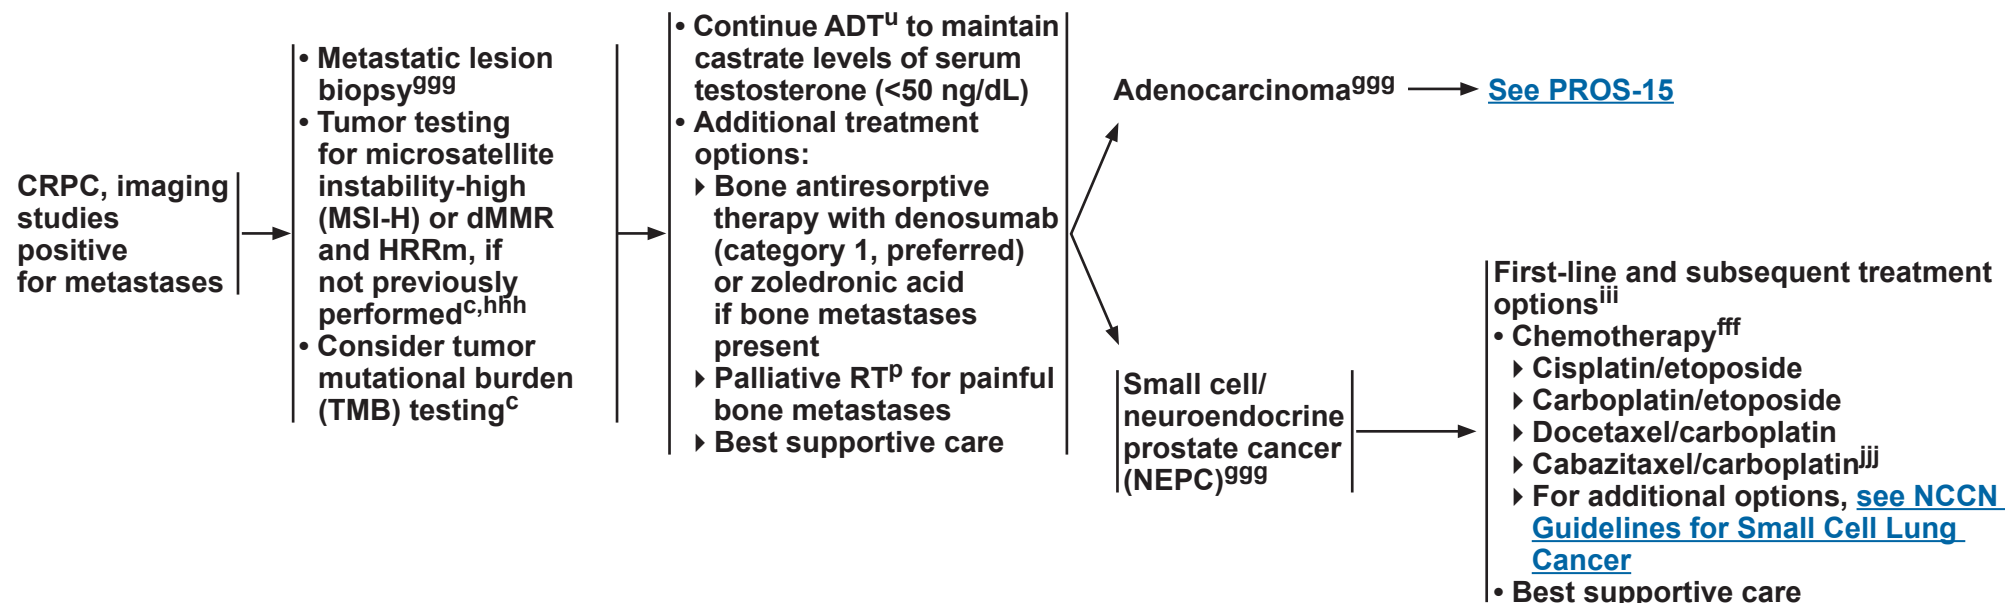 CRPC, imaging
studies
positive
for metastases
• Metastatic lesion
biopsyggg
• Tumor testing
for microsatellite
instability-high
(MSI-H) or dMMR
and HRRm, if
not previously
performedc,hhh
• Consider tumor
mutational burden
(TMB) testingc
• Continue ADTu to maintain
castrate levels of serum
testosterone (<50 ng/dL)
• Additional treatment
options:
▸ Bone antiresorptive
therapy with denosumab
(category 1, preferred)
or zoledronic acid
if bone metastases
present
▸ Palliative RTp for painful
bone metastases
▸ Best supportive care
Adenocarcinomaggg
See PROS-15
Small cell/
neuroendocrine
prostate cancer
(NEPC)ggg
First-line and subsequent treatment
optionsiii
• Chemotherapyfff
▸ Cisplatin/etoposide
▸ Carboplatin/etoposide
▸ Docetaxel/carboplatin
▸ Cabazitaxel/carboplatinjjj
▸ For additional options, see NCCN
Guidelines for Small Cell Lung
Cancer
• Best supportive care